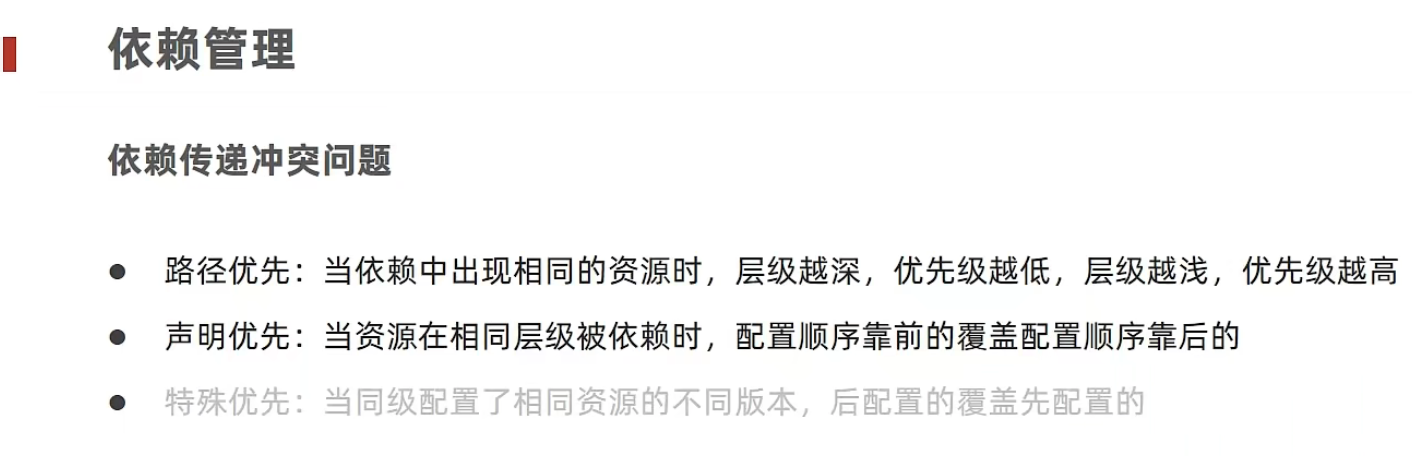 依赖管理
依赖传递冲突问题
● 路径优先：当依赖中出现相同的资源时，层级越深，优先级越低，层级越浅，优先级越高
● 声明优先：当资源在相同层级被依赖时，配置顺序靠前的覆盖配置顺序靠后的
● 特殊优先：当同级配置了相同资源的不同版本，后配置的覆盖先配置的